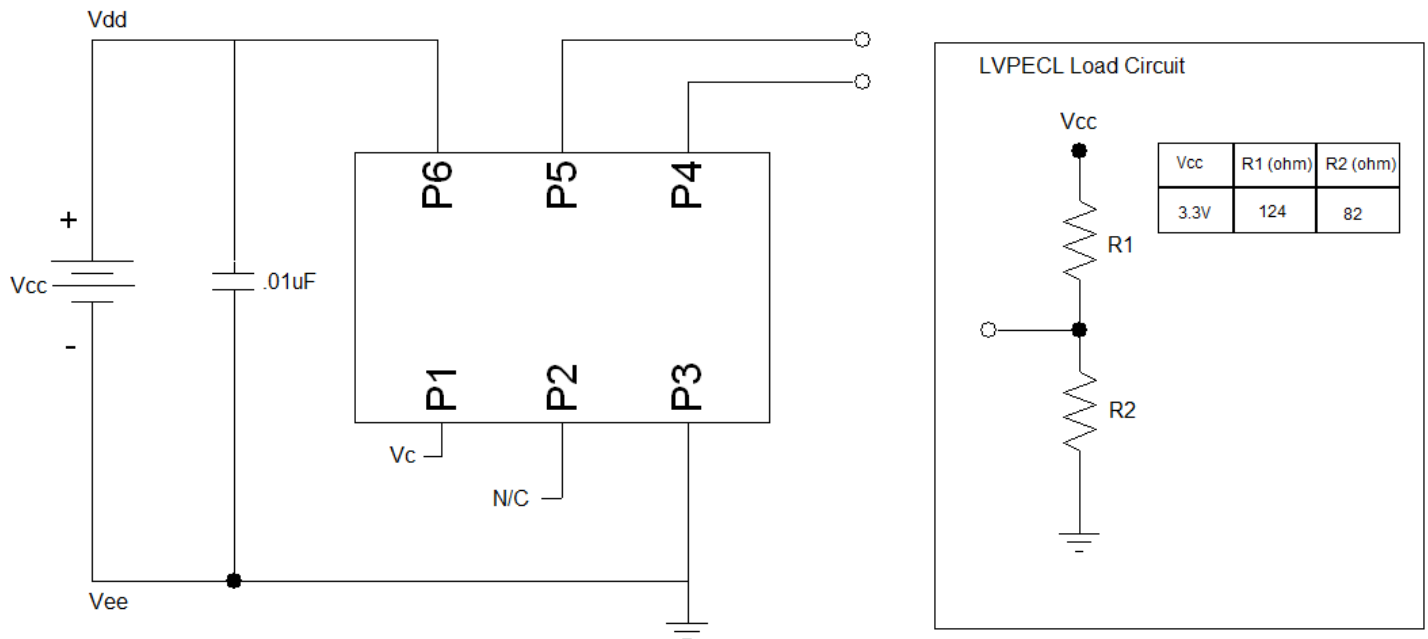 Vdd
P6
P5
P4
+
Vcc
-
.01uF
P1
P2
P3
Vc
N/C
Vee
LVPECL Load Circuit
Vcc
R1
R2
Vcc R1 (ohm) R2 (ohm)
3.3V 124 82